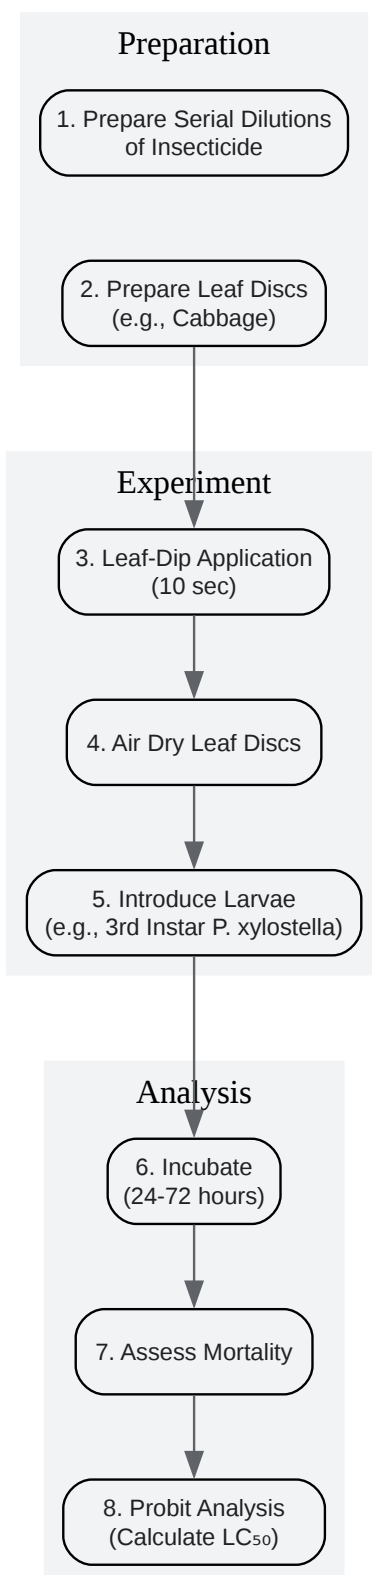 Preparation
1. Prepare Serial Dilutions
of Insecticide
2. Prepare Leaf Discs
(e.g., Cabbage)
Experiment
3. Leaf-Dip Application
(10 sec)
4. Air Dry Leaf Discs
5. Introduce Larvae
(e.g., 3rd Instar P. xylostella)
Analysis
6. Incubate
(24-72 hours)
7. Assess Mortality
8. Probit Analysis
(Calculate LC₅₀)